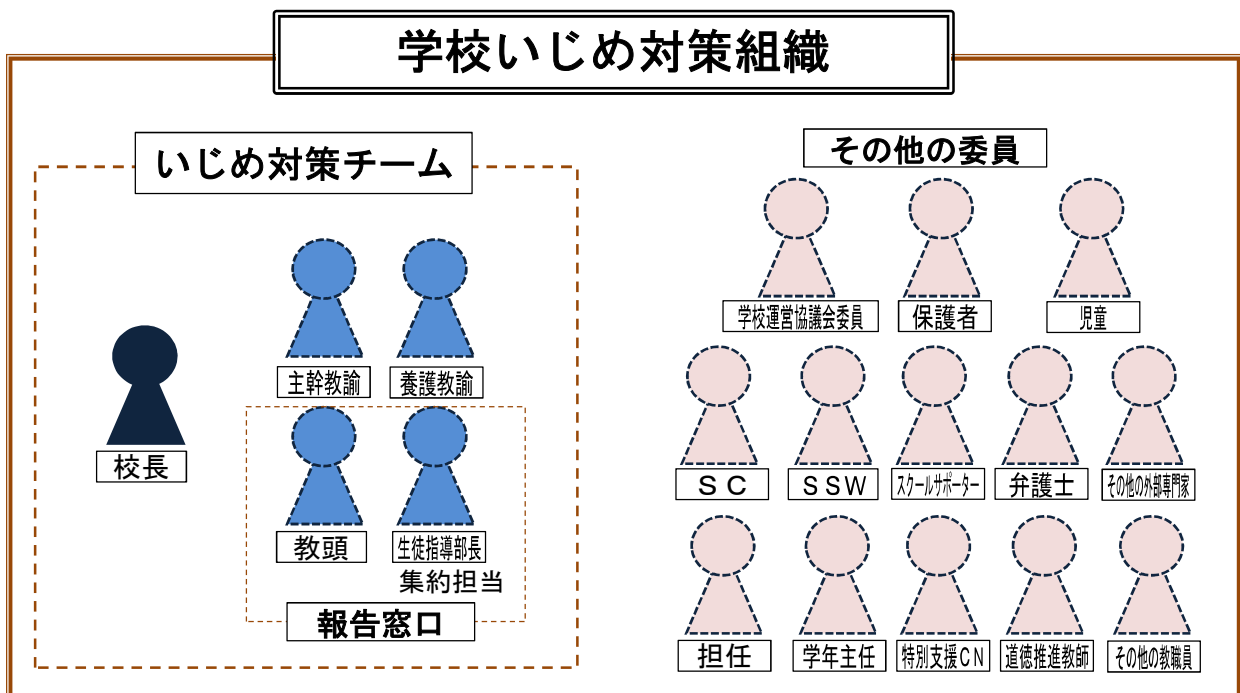 学校いじめ対策組織
いじめ対策チーム
校長
主幹教諭
養護教諭
教頭
生徒指導部長
集約担当
報告窓口
その他の委員
学校運営協議会委員
保護者
児童
ＳＣ
ＳＳＷ
スクールサポーター
弁護士
その他の外部専門家
担任
学年主任
特別支援ＣＮ
道徳推進教師
その他の教職員